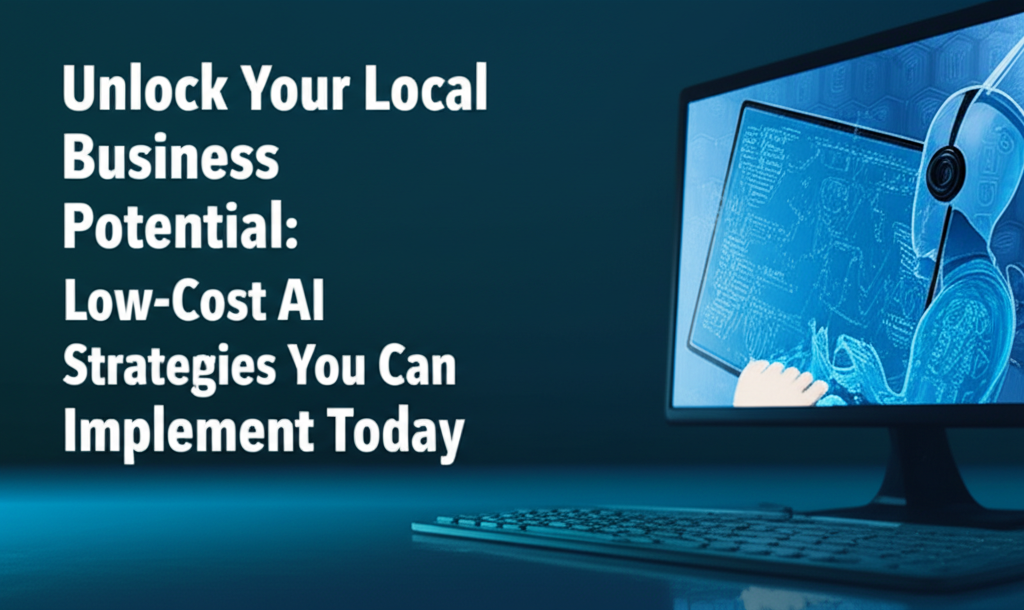 Unlock Your Local
Business
Potential:
Low-Cost AI
Strategies You Can
Implement Today